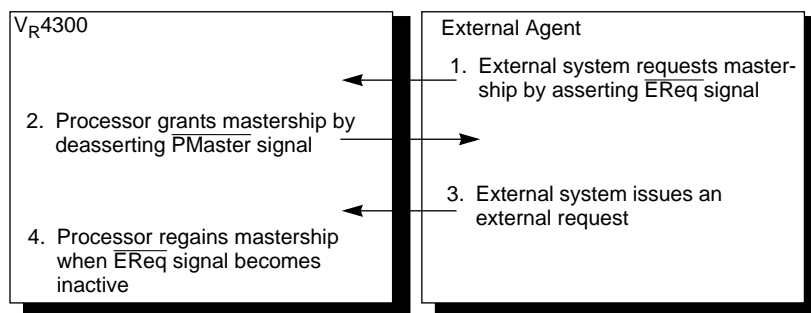 VR4300
External Agent
1. External system requests master-
ship by asserting EReq signal
2. Processor grants mastership by
deasserting PMaster signal
3. External system issues an
external request
4. Processor regains mastership
when EReq signal becomes
inactive